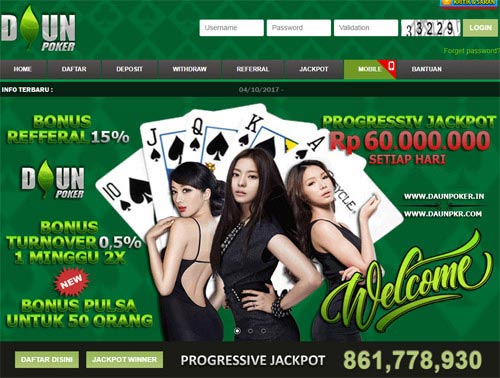 KRITIK & SARAN
DAUN
POKER
Username
Password
Validation
33229
LOGIN
Forget password?
HOME
DAFTAR
DEPOSIT
WITHDRAW
REFERRAL
JACKPOT
MOBILE
BANTUAN
INFO TERBARU :
04/10/2017 -
BONUS
REFFERAL 15%
DAUN
POKER
BONUS
TURNOVER 0,5%
1 MINGGU 2X
NEW
BONUS PULSA
UNTUK 50 ORANG
10
J
Q
K
A
PROGRESSIV JACKPOT
Rp 60.000.000
SETIAP HARI
WWW.DAUNPOKER.IN
WWW.DAUNPKR.COM
Welcome
DAFTAR DISINI
JACKPOT WINNER
PROGRESSIVE JACKPOT
861,778,930